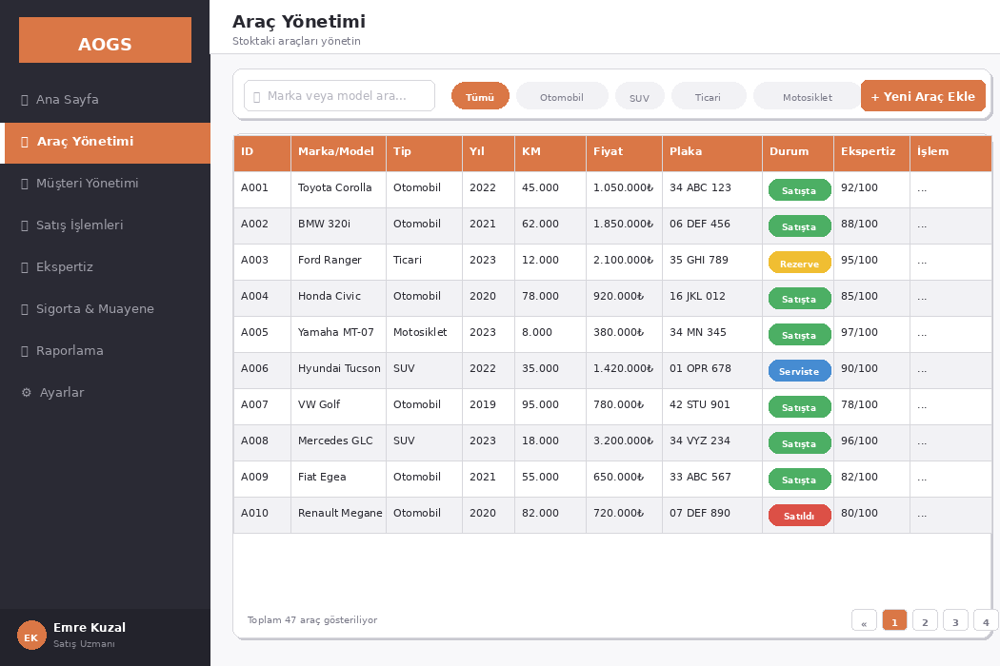 AOGS
Ana Sayfa
Araç Yönetimi
Müşteri Yönetimi
Satış İşlemleri
Ekspertiz
Sigorta & Muayene
Raporlama
⚙ Ayarlar
EK
Emre Kuzal
Satış Uzmanı
Araç Yönetimi
Stoktaki araçları yönetin
Marka veya model ara...
Tümü Otomobil SUV Ticari Motosiklet + Yeni Araç Ekle
ID Marka/Model Tip Yıl KM Fiyat Plaka Durum Ekspertiz İşlem
A001 Toyota Corolla Otomobil 2022 45.000 1.050.000₺ 34 ABC 123 Satışta 92/100 ...
A002 BMW 320i Otomobil 2021 62.000 1.850.000₺ 06 DEF 456 Satışta 88/100 ...
A003 Ford Ranger Ticari 2023 12.000 2.100.000₺ 35 GHI 789 Rezerve 95/100 ...
A004 Honda Civic Otomobil 2020 78.000 920.000₺ 16 JKL 012 Satışta 85/100 ...
A005 Yamaha MT-07 Motosiklet 2023 8.000 380.000₺ 34 MN 345 Satışta 97/100 ...
A006 Hyundai Tucson SUV 2022 35.000 1.420.000₺ 01 OPR 678 Serviste 90/100 ...
A007 VW Golf Otomobil 2019 95.000 780.000₺ 42 STU 901 Satışta 78/100 ...
A008 Mercedes GLC SUV 2023 18.000 3.200.000₺ 34 VYZ 234 Satışta 96/100 ...
A009 Fiat Egea Otomobil 2021 55.000 650.000₺ 33 ABC 567 Satışta 82/100 ...
A010 Renault Megane Otomobil 2020 82.000 720.000₺ 07 DEF 890 Satıldı 80/100 ...
Toplam 47 araç gösteriliyor
« 1 2 3 4